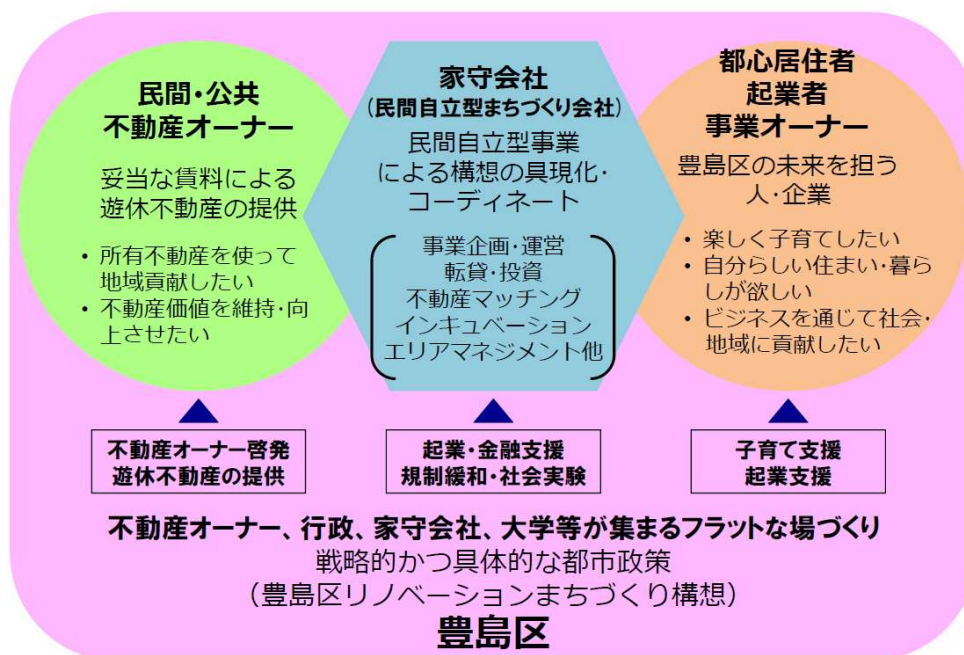 民間・公共
不動産オーナー
妥当な賃料による
遊休不動産の提供
• 所有不動産を使って
地域貢献したい
• 不動産価値を維持・向
上させたい
家守会社
(民間自立型まちづくり会社)
民間自立型事業
による構想の具現化・
コーディネート
事業企画・運営
転貸・投資
不動産マッチング
インキュベーション
エリアマネジメント他
都心居住者
起業者
事業オーナー
豊島区の未来を担う
人・企業
• 楽しく子育てしたい
• 自分らしい住まい・暮ら
しが欲しい
• ビジネスを通じて社会・
地域に貢献したい
不動産オーナー啓発
遊休不動産の提供
起業・金融支援
規制緩和・社会実験
子育て支援
起業支援
不動産オーナー、行政、家守会社、大学等が集まるフラットな場づくり
戦略的かつ具体的な都市政策
（豊島区リノベーションまちづくり構想）
豊島区